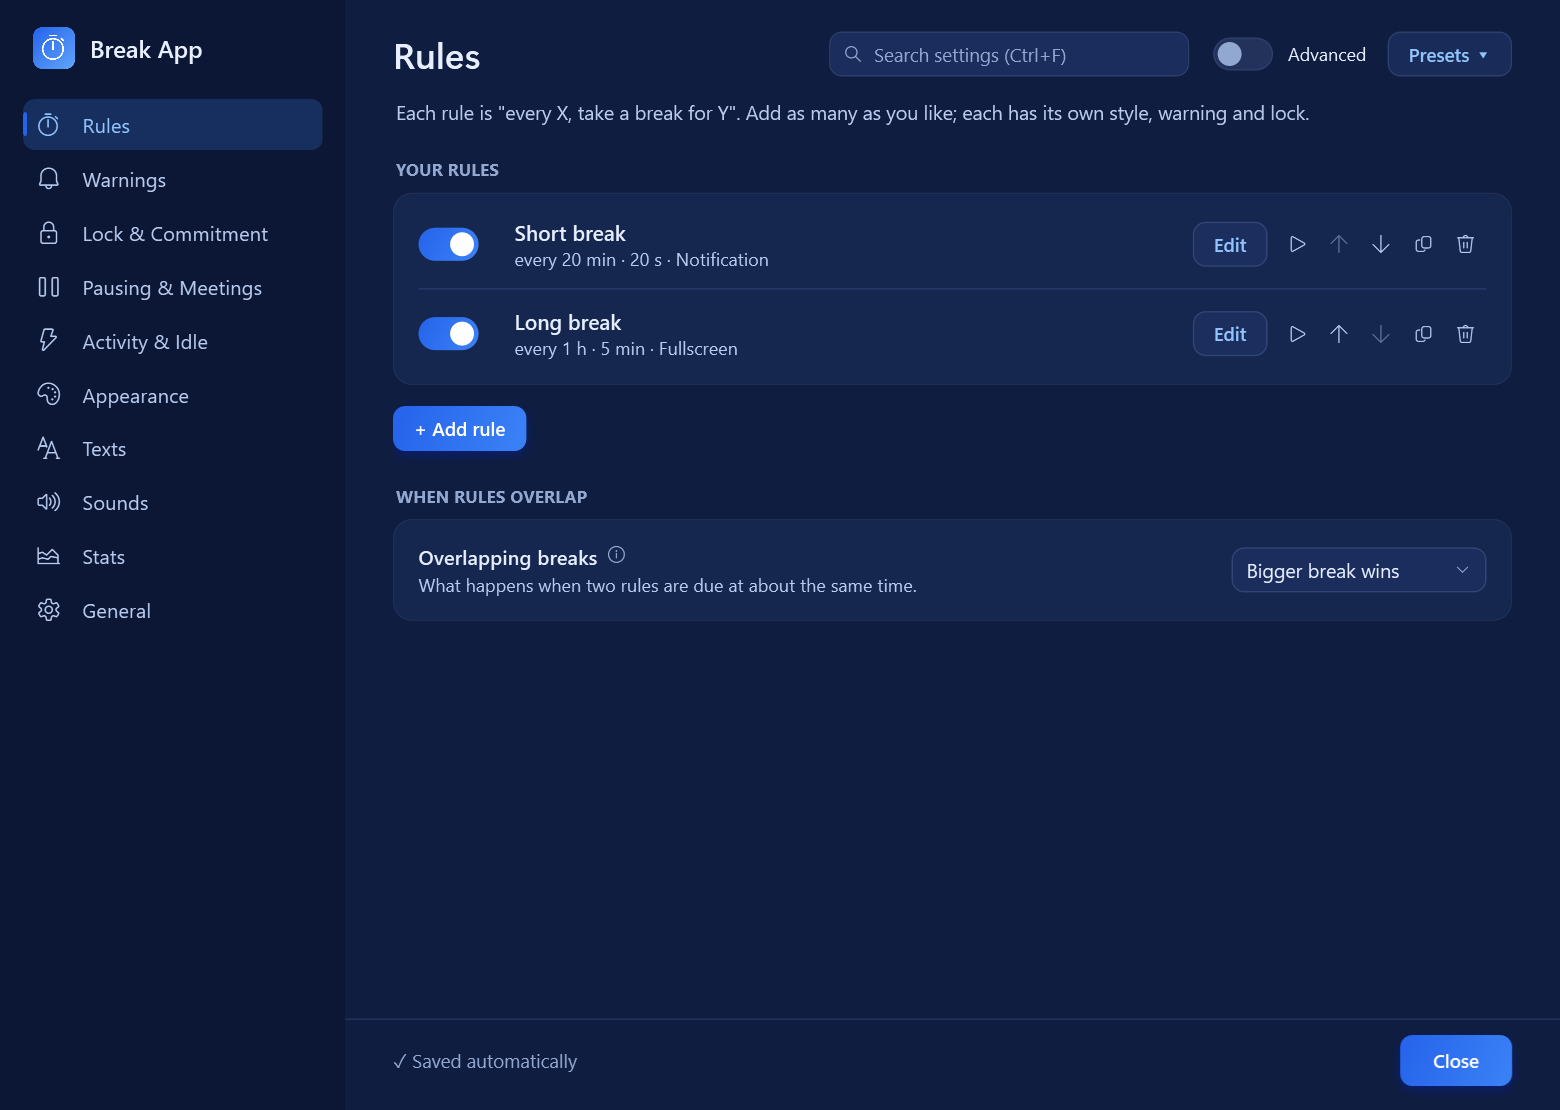 Break App
Rules
Warnings
Lock & Commitment
Pausing & Meetings
Activity & Idle
Appearance
Texts
Sounds
Stats
General
Rules
Search settings (Ctrl+F)
Advanced
Presets
Each rule is "every X, take a break for Y". Add as many as you like; each has its own style, warning and lock.
YOUR RULES
Short break
every 20 min · 20 s · Notification
Edit
Long break
every 1 h · 5 min · Fullscreen
Edit
+ Add rule
WHEN RULES OVERLAP
Overlapping breaks
What happens when two rules are due at about the same time.
Bigger break wins
✓ Saved automatically
Close